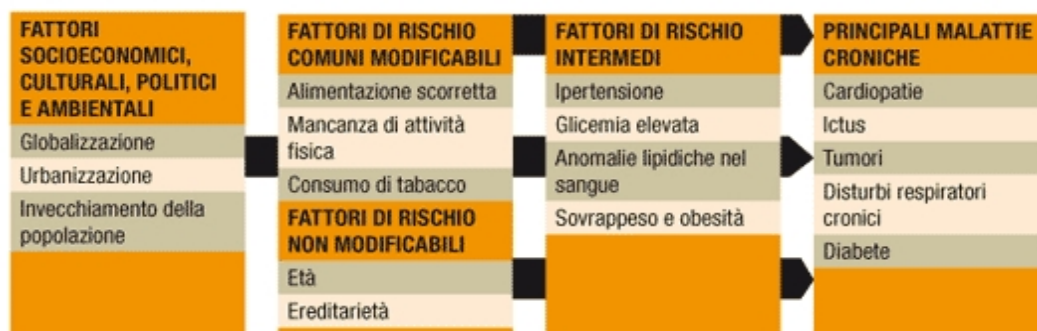 FATTORI
SOCIOECONOMICI,
CULTURALI, POLITICI
E AMBIENTALI
Globalizzazione
Urbanizzazione
Invecchiamento della
popolazione
FATTORI DI RISCHIO
COMUNI MODIFICABILI
Alimentazione scorretta
Mancanza di attività
fisica
Consumo di tabacco
FATTORI DI RISCHIO
NON MODIFICABILI
Età
Ereditarietà
FATTORI DI RISCHIO
INTERMEDI
Ipertensione
Glicemia elevata
Anomalie lipidiche nel
sangue
Sovrappeso e obesità
PRINCIPALI MALATTIE
CRONICHE
Cardiopatie
Ictus
Tumori
Disturbi respiratori
cronici
Diabete